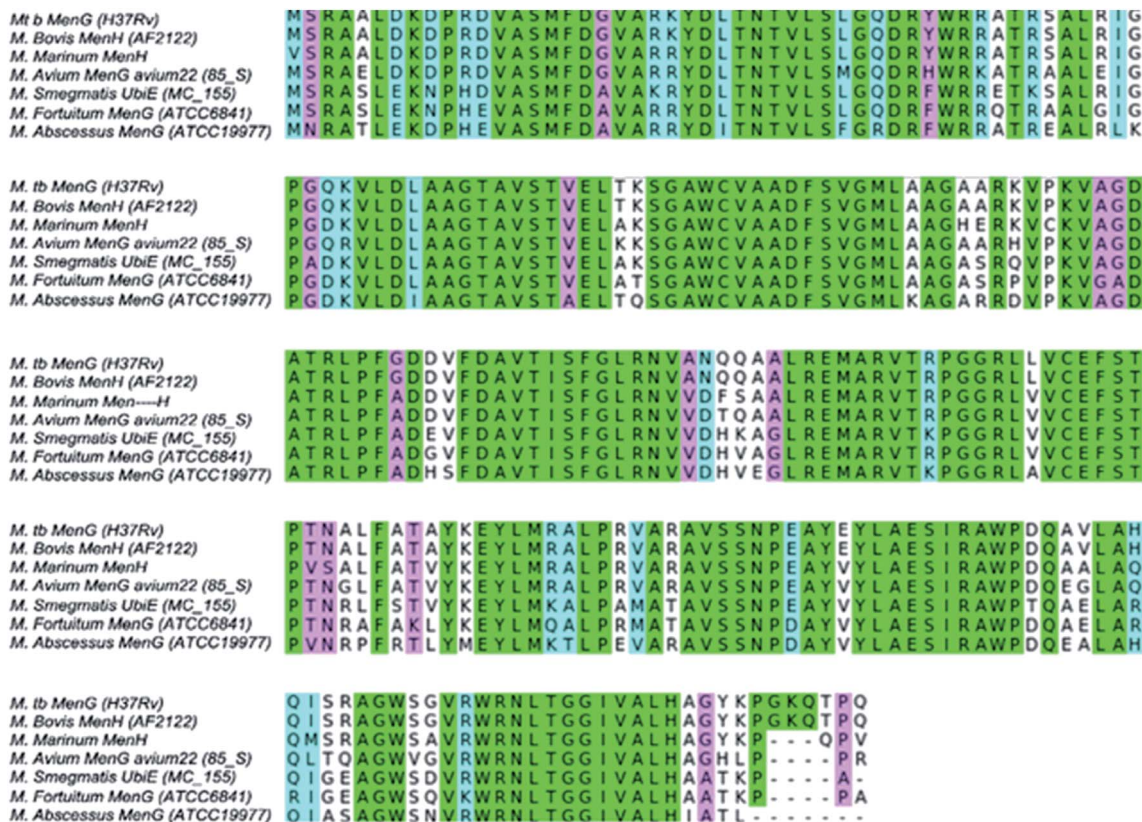 Mt b MenG (H37Rv) MSRAALDKDPRDVASMFDGVARKYDLTNTVLSLGQDRYWRRATRSALRIG
M. Bovis MenH (AF2122) MSRAALDKDPRDVASMFDGVARKYDLTNTVLSLGQDRYWRRATRSALRIG
M. Marinum MenH VSRAALDKDPRDVASMFDGVARRYDLTNTVLSLGQDRYWRRATRSALRIG
M. Avium MenG avium22 (85_S) MSRAELDKDPRDVASMFDGVARRYDLTNTVLSMGQDRHWRKATRAALEIG
M. Smegmatis UbiE (MC_155) MSRASLEKNPHDVASMFDAVARRYDLTNTVLSLGQDRFWRRETKSALRIG
M. Fortuitum MenG (ATCC6841) MSRASLEKDPHEVASMFDAVARRYDLTNTVLSLGQDRFWRRQTRAALGIG
M. Abscessus MenG (ATCC19977) MNRATLEKDPHEVASMFDAVARRYDITNTVLSFGRDRFWRRATREALRLK
M. tb MenG (H37Rv) PGQKVLDLAAGTAVSTVELTKSGAWCVAADFSVGMLAAGAARKVPKVAGD
M. Bovis MenH (AF2122) PGQKVLDLAAGTAVSTVELTKSGAWCVAADFSVGMLAAGAARKVPKVAGD
M. Marinum MenH PGDKVLDLAAGTAVSTVELAKSGAWCVAADFSVGMLAAGHERKVCKVAGD
M. Avium MenG avium22 (85_S) PGQRVLDLAAGTAVSTVELKKSGAWCVAADFSVGMLAAGAARHVPKVAGD
M. Smegmatis UbiE (MC_155) PADKVLDLAAGTAVSTVELAKSGAWCVAADFSVGMLAAGASRQVPKVAGD
M. Fortuitum MenG (ATCC6841) PGDKVLDLAAGTAVSTVELATSGAWCVAADFSVGMLAAGASRPVPKVGAD
M. Abscessus MenG (ATCC19977) PGDKVLDIAAGTAVSTAELTQSGAWCVAADFSVGMLKAGARRDVPKVAGD
M. tb MenG (H37Rv) ATRLPFGDDVFDAVTISFGLRNVANQQAALREMARVTRPGGRLLVCEFST
M. Bovis MenH (AF2122) ATRLPFGDDVFDAVTISFGLRNVANQQAALREMARVTRPGGRLLVCEFST
M. Marinum Men----H ATRLPFADDVFDAVTISFGLRNVVDFSAALREMARVTRPGGRLVVCEFST
M. Avium MenG avium22 (85_S) ATRLPFADDVFDAVTISFGLRNVVDTQAALREMARVTRPGGRLVVCEFST
M. Smegmatis UbiE (MC_155) ATRLPFADEVFDAVTISFGLRNVVDHKAGLREMARVTKPGGRLVVCEFST
M. Fortuitum MenG (ATCC6841) ATRLPFADGVFDAVTISFGLRNVVDHVAGLREMARVTRPGGRLVVCEFST
M. Abscessus MenG (ATCC19977) ATRLPFADHSFDAVTISFGLRNVVDHVEGLREMARVTKPGGRLAVCEFST
M. tb MenG (H37Rv) PTNALFATAYKEYLMRALPRVARAVSSNPEAYEYLAESIRAWPDQAVLAH
M. Bovis MenH (AF2122) PTNALFATAYKEYLMRALPRVARAVSSNPEAYEYLAESIRAWPDQAVLAH
M. Marinum MenH PVSALFATVYKEYLMRALPRVARAVSSNPEAYVYLAESIRAWPDQAALAQ
M. Avium MenG avium22 (85_S) PTNGLFATVYKEYLMRALPRVARAVSSNPEAYVYLAESIRAWPDQEGLAR
M. Smegmatis UbiE (MC_155) PTNRLFSTVYKEYLMKALPAMATAVSSNPEAYVYLAESIRAWPTQAELAR
M. Fortuitum MenG (ATCC6841) PTNRAFAKLYKEYLMQALPRMATAVSSNPDAYVYLAESIRAWPDQAELAR
M. Abscessus MenG (ATCC19977) PVNRPFRTLYMEYLMKTLPEVARAVSSNPDAYVYLAESIRAWPDQEALAH
M. tb MenG (H37Rv) QISRAGWSGVRWRNLTGGIVALHAGYKPGKQTPQ
M. Bovis MenH (AF2122) QISRAGWSGVRWRNLTGGIVALHAGYKPGKQTPQ
M. Marinum MenH QMSRAGWSAVRWRNLTGGIVALHAGYKP---QPV
M. Avium MenG avium22 (85_S) QLTQAGWVGVRWRNLTGGIVALHAGHLP----PR
M. Smegmatis UbiE (MC_155) QIGEAGWSDVRWRNLTGGIVALHAATKP----A-
M. Fortuitum MenG (ATCC6841) RIGEAGWSQVKWRNLTGGIVALHAATKP----PA
M. Abscessus MenG (ATCC19977) QIASAGWSAVRWRNLTGGIVALHIATL-------